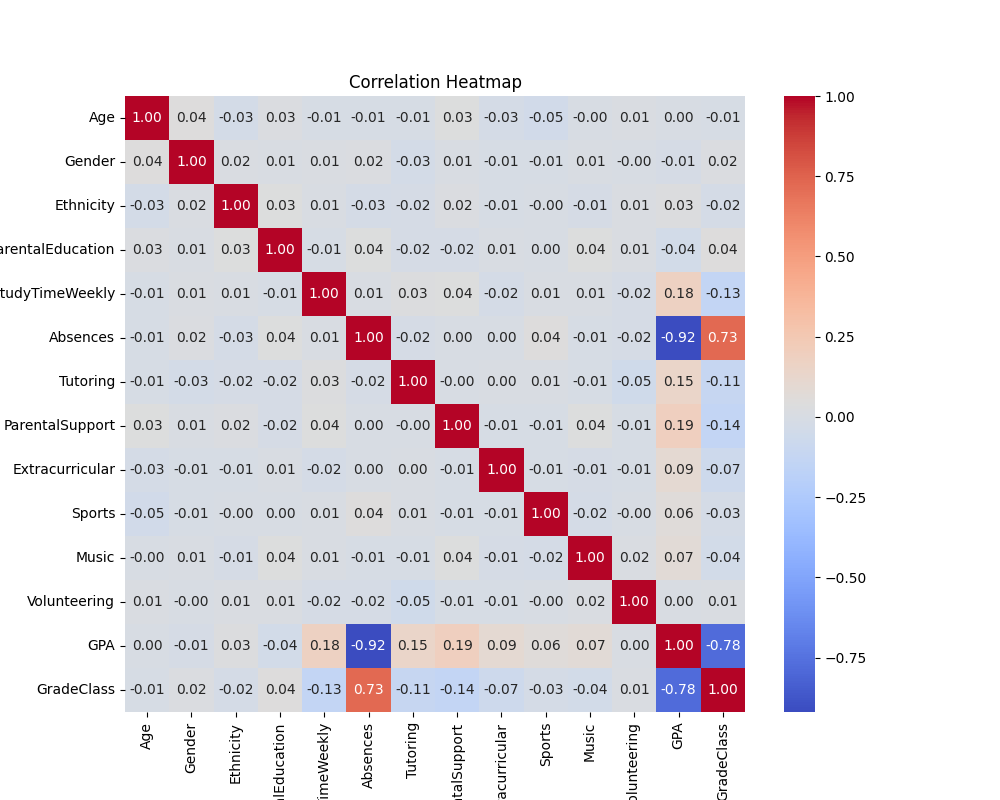 Correlation Heatmap
Age 1.00 0.04 -0.03 0.03 -0.01 -0.01 -0.01 0.03 -0.03 -0.05 -0.00 0.01 0.00 -0.01
Gender 0.04 1.00 0.02 0.01 0.01 0.02 -0.03 0.01 -0.01 -0.01 0.01 -0.00 -0.01 0.02
Ethnicity -0.03 0.02 1.00 0.03 0.01 -0.03 -0.02 0.02 -0.01 -0.00 -0.01 0.01 0.03 -0.02
arentalEducation 0.03 0.01 0.03 1.00 -0.01 0.04 -0.02 -0.02 0.01 0.00 0.04 0.01 -0.04 0.04
tudyTimeWeekly -0.01 0.01 0.01 -0.01 1.00 0.01 0.03 0.04 -0.02 0.01 0.01 -0.02 0.18 -0.13
Absences -0.01 0.02 -0.03 0.04 0.01 1.00 -0.02 0.00 0.00 0.04 -0.01 -0.02 -0.92 0.73
Tutoring -0.01 -0.03 -0.02 -0.02 0.03 -0.02 1.00 -0.00 0.00 0.01 -0.01 -0.05 0.15 -0.11
ParentalSupport 0.03 0.01 0.02 -0.02 0.04 0.00 -0.00 1.00 -0.01 -0.01 0.04 -0.01 0.19 -0.14
Extracurricular -0.03 -0.01 -0.01 0.01 -0.02 0.00 0.00 -0.01 1.00 -0.01 -0.01 -0.01 0.09 -0.07
Sports -0.05 -0.01 -0.00 0.00 0.01 0.04 0.01 -0.01 -0.01 1.00 -0.02 -0.00 0.06 -0.03
Music -0.00 0.01 -0.01 0.04 0.01 -0.01 -0.01 0.04 -0.01 -0.02 1.00 0.02 0.07 -0.04
Volunteering 0.01 -0.00 0.01 0.01 -0.02 -0.02 -0.05 -0.01 -0.01 -0.00 0.02 1.00 0.00 0.01
GPA 0.00 -0.01 0.03 -0.04 0.18 -0.92 0.15 0.19 0.09 0.06 0.07 0.00 1.00 -0.78
GradeClass -0.01 0.02 -0.02 0.04 -0.13 0.73 -0.11 -0.14 -0.07 -0.03 -0.04 0.01 -0.78 1.00
Age
Gender
Ethnicity
lEducation
TimeWeekly
Absences
Tutoring
ntalSupport
acurricular
Sports
Music
olunteering
GPA
GradeClass
1.00
0.75
0.50
0.25
0.00
−0.25
−0.50
−0.75